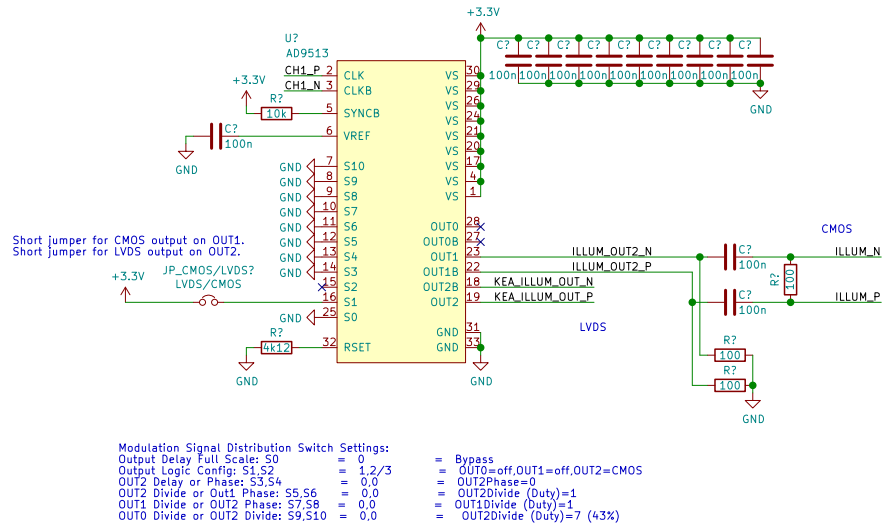 +3.3V
U?
AD9513
C? C? C? C? C? C? C? C? C?
100n 100n 100n 100n 100n 100n 100n 100n 100n
GND
CH1_P 2 CLK VS 30
CH1_N 3 CLKB VS 29
VS 26
+3.3V
R?
10k
5 SYNCB VS 24
C?
100n
GND
6 VREF VS 21
VS 20
GND 7 S10 VS 17
GND 8 S9 VS 4
GND 9 S8 VS 1
GND 10 S7
GND 11 S6 OUT0 28
GND 12 S5 OUT0B 27
GND 13 S4 OUT1 23 ILLUM_OUT2_N
GND 14 S3 OUT1B 22 ILLUM_OUT2_P
15 S2 OUT2B 18 KEA_ILLUM_OUT_N
16 S1 OUT2 19 KEA_ILLUM_OUT_P
GND 25 S0
GND 31
R?
4k12
GND
32 RSET GND 33
GND
Short jumper for CMOS output on OUT1.
Short jumper for LVDS output on OUT2.
+3.3V
JP_CMOS/LVDS?
LVDS/CMOS
LVDS
CMOS
C?
100n
ILLUM_N
R?
100
C?
100n
ILLUM_P
R?
100
R?
100
GND
Modulation Signal Distribution Switch Settings:
Output Delay Full Scale: S0 = 0 = Bypass
Output Logic Config: S1,S2 = 1,2/3 = OUT0=off,OUT1=off,OUT2=CMOS
OUT2 Delay or Phase: S3,S4 = 0,0 = OUT2Phase=0
OUT2 Divide or Out1 Phase: S5,S6 = 0,0 = OUT2Divide (Duty)=1
OUT1 Divide or OUT2 Phase: S7,S8 = 0,0 = OUT1Divide (Duty)=1
OUT0 Divide or OUT2 Divide: S9,S10 = 0,0 = OUT2Divide (Duty)=7 (43%)